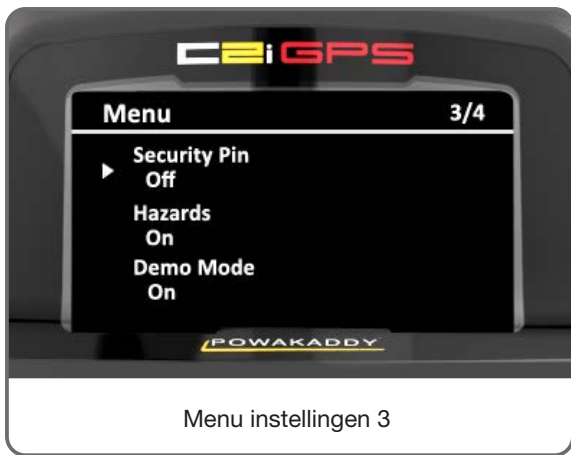 C2i GPS
Menu 3/4
Security Pin
Off
Hazards
On
Demo Mode
On
POWAKADDY
Menu instellingen 3